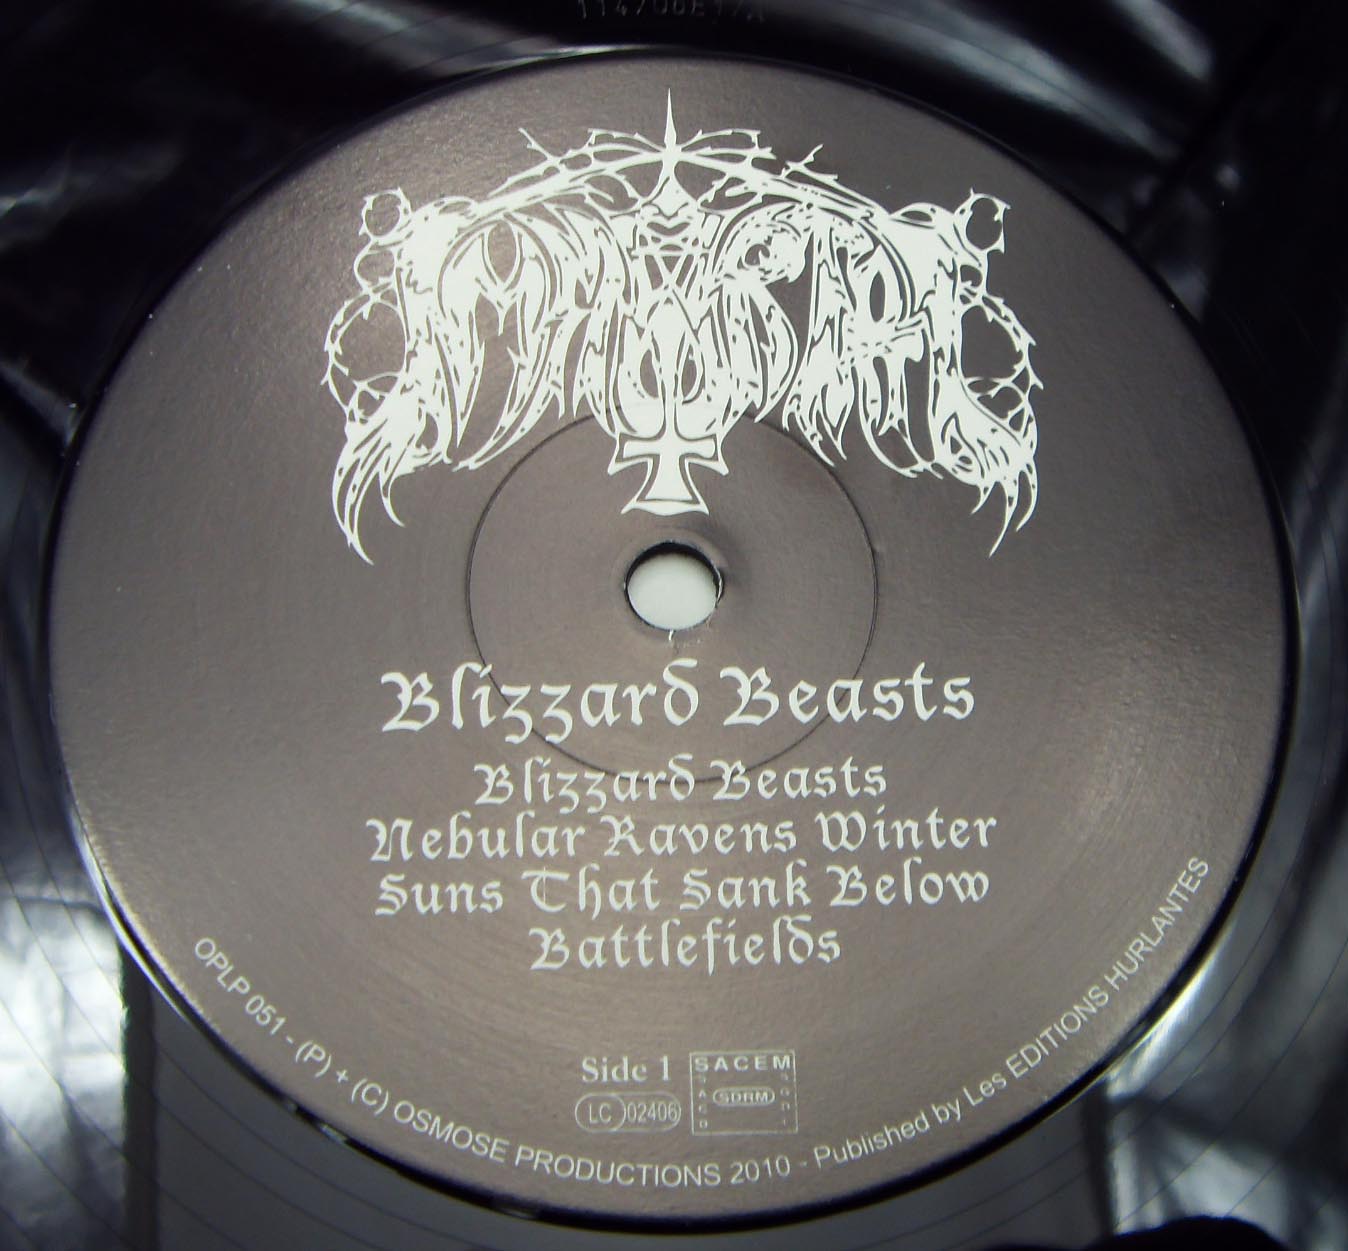 IMMORTAL
Blizzard Beasts
Blizzard Beasts
Nebular Ravens Winter
Suns That Sank Below
Battlefields
Side 1
SACEM
SDRM
LC 02406
OPLP 051 - (P) + (C) OSMOSE PRODUCTIONS 2010 - Published by Les EDITIONS HURLANTES